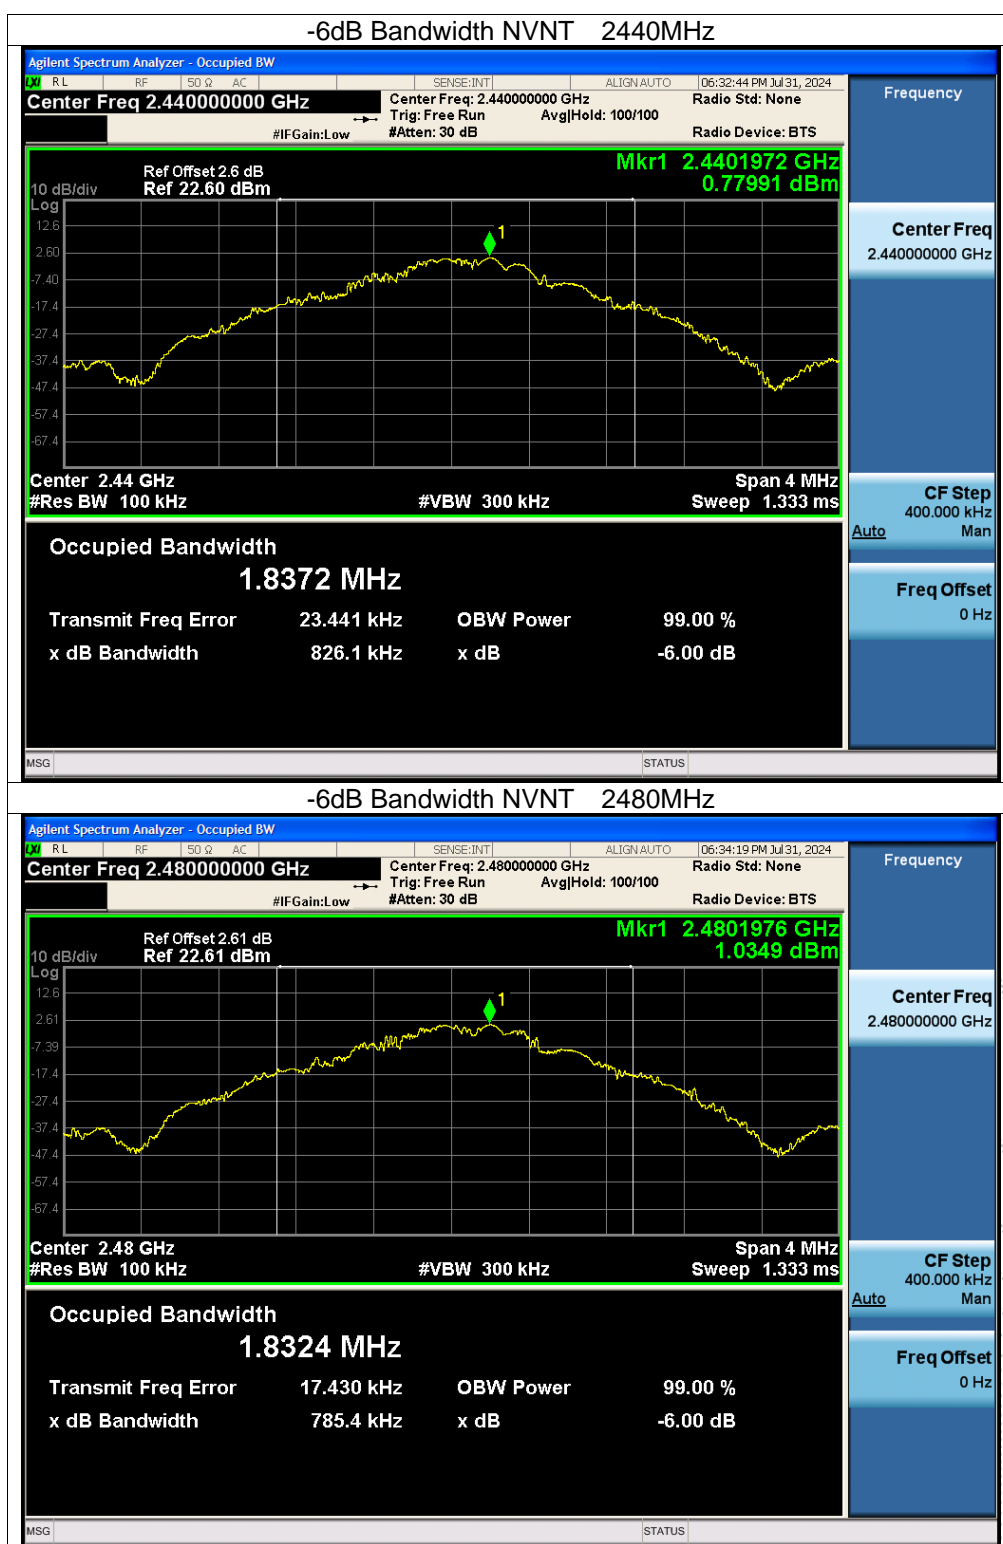 -6dB Bandwidth NVNT 2440MHz
Agilent Spectrum Analyzer - Occupied BW
LXI RL RF 50 Ω AC SENSE:INT ALIGN AUTO 06:32:44 PM Jul 31, 2024
Center Freq 2.440000000 GHz
Center Freq: 2.440000000 GHz
Radio Std: None
Trig: Free Run Avg|Hold: 100/100
#IFGain:Low
#Atten: 30 dB
Radio Device: BTS
Frequency
Mkr1 2.4401972 GHz
0.77991 dBm
Ref Offset 2.6 dB
10 dB/div Ref 22.60 dBm
Log
12.6
2.60
-7.40
-17.4
-27.4
-37.4
-47.4
-57.4
-67.4
1
Center Freq
2.440000000 GHz
Center 2.44 GHz
Span 4 MHz
#Res BW 100 kHz
#VBW 300 kHz
Sweep 1.333 ms
CF Step
400.000 kHz
Auto Man
Occupied Bandwidth
1.8372 MHz
Freq Offset
0 Hz
Transmit Freq Error 23.441 kHz OBW Power 99.00 %
x dB Bandwidth 826.1 kHz x dB -6.00 dB
MSG STATUS
-6dB Bandwidth NVNT 2480MHz
Agilent Spectrum Analyzer - Occupied BW
LXI RL RF 50 Ω AC SENSE:INT ALIGN AUTO 06:34:19 PM Jul 31, 2024
Center Freq 2.480000000 GHz
Center Freq: 2.480000000 GHz
Radio Std: None
Trig: Free Run Avg|Hold: 100/100
#IFGain:Low
#Atten: 30 dB
Radio Device: BTS
Frequency
Mkr1 2.4801976 GHz
1.0349 dBm
Ref Offset 2.61 dB
10 dB/div Ref 22.61 dBm
Log
12.6
2.61
-7.39
-17.4
-27.4
-37.4
-47.4
-57.4
-67.4
1
Center Freq
2.480000000 GHz
Center 2.48 GHz
Span 4 MHz
#Res BW 100 kHz
#VBW 300 kHz
Sweep 1.333 ms
CF Step
400.000 kHz
Auto Man
Occupied Bandwidth
1.8324 MHz
Freq Offset
0 Hz
Transmit Freq Error 17.430 kHz OBW Power 99.00 %
x dB Bandwidth 785.4 kHz x dB -6.00 dB
MSG STATUS